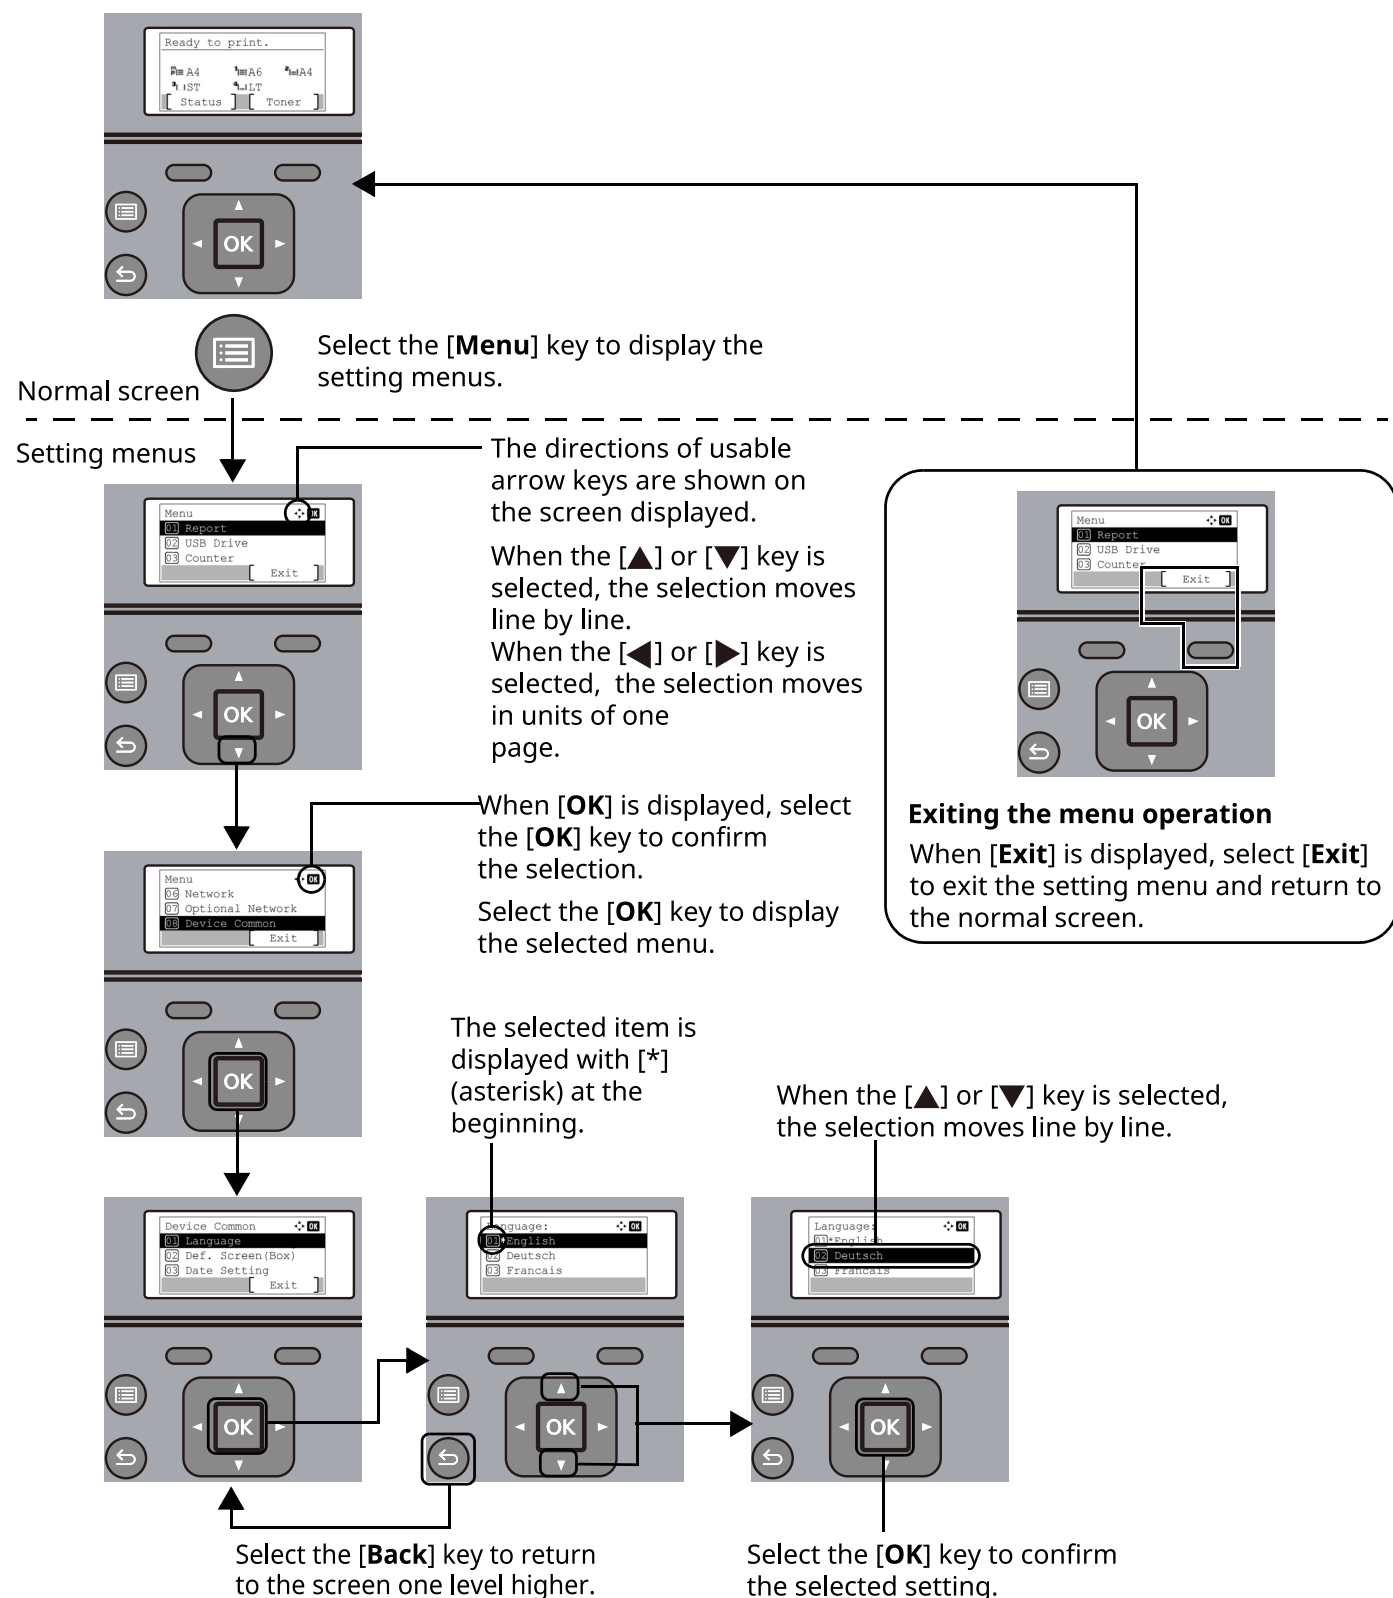 Ready to print.
A4 A6 A4
ST LT
[ Status ] [ Toner ]
OK
Select the [Menu] key to display the
setting menus.
Normal screen
Setting menus
Menu OK
01 Report
02 USB Drive
03 Counter
[ Exit ]
OK
The directions of usable
arrow keys are shown on
the screen displayed.
When the [▲] or [▼] key is
selected, the selection moves
line by line.
When the [◀] or [▶] key is
selected, the selection moves
in units of one
page.
Menu OK
01 Report
02 USB Drive
03 Counter
[ Exit ]
OK
Exiting the menu operation
When [Exit] is displayed, select [Exit]
to exit the setting menu and return to
the normal screen.
When [OK] is displayed, select
the [OK] key to confirm
the selection.
Select the [OK] key to display
the selected menu.
Menu OK
06 Network
07 Optional Network
08 Device Common
[ Exit ]
OK
The selected item is
displayed with [*]
(asterisk) at the
beginning.
When the [▲] or [▼] key is selected,
the selection moves line by line.
Device Common OK
01 Language
02 Def. Screen(Box)
03 Date Setting
[ Exit ]
OK
Language: OK
01*English
02 Deutsch
03 Francais
OK
Language: OK
01*English
02 Deutsch
03 Francais
OK
Select the [Back] key to return
to the screen one level higher.
Select the [OK] key to confirm
the selected setting.